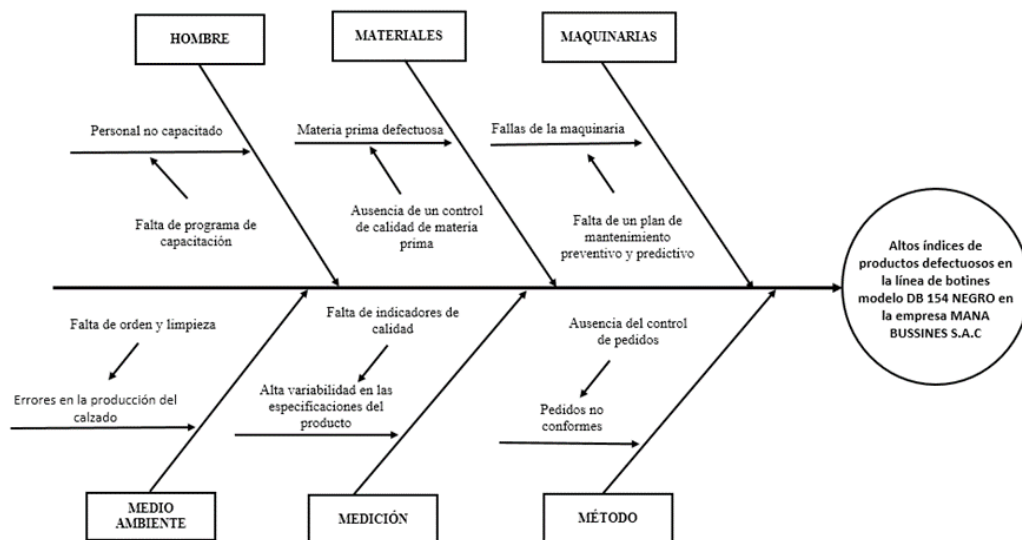 HOMBRE
MATERIALES
MAQUINARIAS
Personal no capacitado
Materia prima defectuosa
Fallas de la maquinaria
Falta de programa de
capacitación
Ausencia de un control
de calidad de materia
prima
Falta de un plan de
mantenimiento
preventivo y predictivo
Altos índices de
productos defectuosos en
la línea de botines
modelo DB 154 NEGRO en
la empresa MANA
BUSSINES S.A.C
Falta de orden y limpieza
Falta de indicadores de
calidad
Ausencia del control
de pedidos
Errores en la producción del
calzado
Alta variabilidad en las
especificaciones del
producto
Pedidos no
conformes
MEDIO
AMBIENTE
MEDICIÓN
MÉTODO